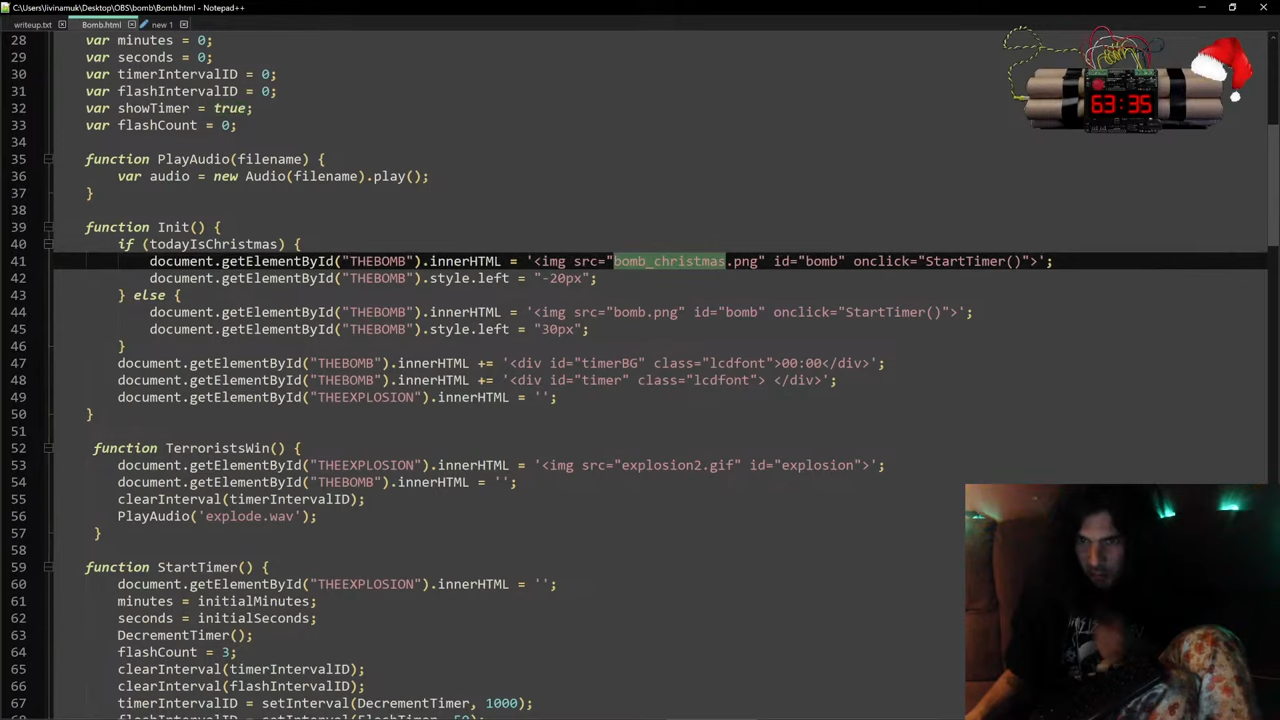 C:\Users\livinamuk\Desktop\OBS\bomb\Bomb.html - Notepad++
writeup.txt Bomb.html new 1
28 var minutes = 0;
29 var seconds = 0;
30 var timerIntervalID = 0;
31 var flashIntervalID = 0;
32 var showTimer = true;
33 var flashCount = 0;
34
35 function PlayAudio(filename) {
36 var audio = new Audio(filename).play();
37 }
38
39 function Init() {
40 if (todayIsChristmas) {
41 document.getElementById("THEBOMB").innerHTML = '<img src="bomb_christmas.png" id="bomb" onclick="StartTimer()">';
42 document.getElementById("THEBOMB").style.left = "-20px";
43 } else {
44 document.getElementById("THEBOMB").innerHTML = '<img src="bomb.png" id="bomb" onclick="StartTimer()">';
45 document.getElementById("THEBOMB").style.left = "30px";
46 }
47 document.getElementById("THEBOMB").innerHTML += '<div id="timerBG" class="lcdfont">00:00</div>';
48 document.getElementById("THEBOMB").innerHTML += '<div id="timer" class="lcdfont"> </div>';
49 document.getElementById("THEEXPLOSION").innerHTML = '';
50 }
51
52 function TerroristsWin() {
53 document.getElementById("THEEXPLOSION").innerHTML = '<img src="explosion2.gif" id="explosion">';
54 document.getElementById("THEBOMB").innerHTML = '';
55 clearInterval(timerIntervalID);
56 PlayAudio('explode.wav');
57 }
58
59 function StartTimer() {
60 document.getElementById("THEEXPLOSION").innerHTML = '';
61 minutes = initialMinutes;
62 seconds = initialSeconds;
63 DecrementTimer();
64 flashCount = 3;
65 clearInterval(timerIntervalID);
66 clearInterval(flashIntervalID);
67 timerIntervalID = setInterval(DecrementTimer, 1000);
63:35